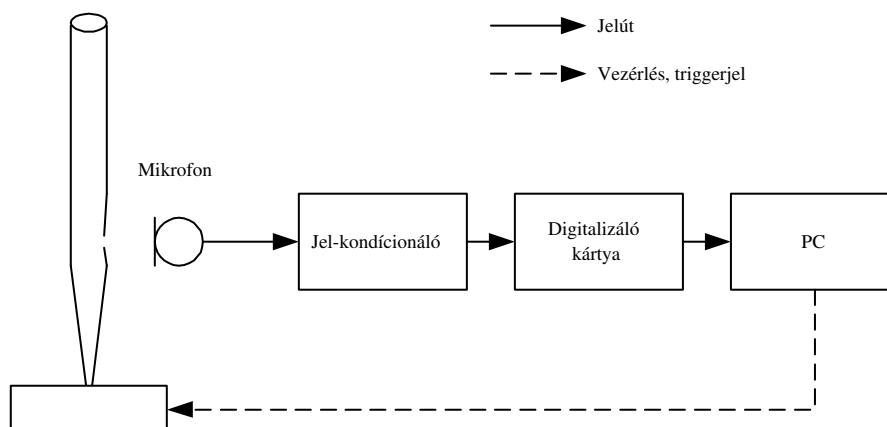 Jelút
Vezérlés, triggerjel
Mikrofon
Jel-kondícionáló
Digitalizáló
kártya
PC